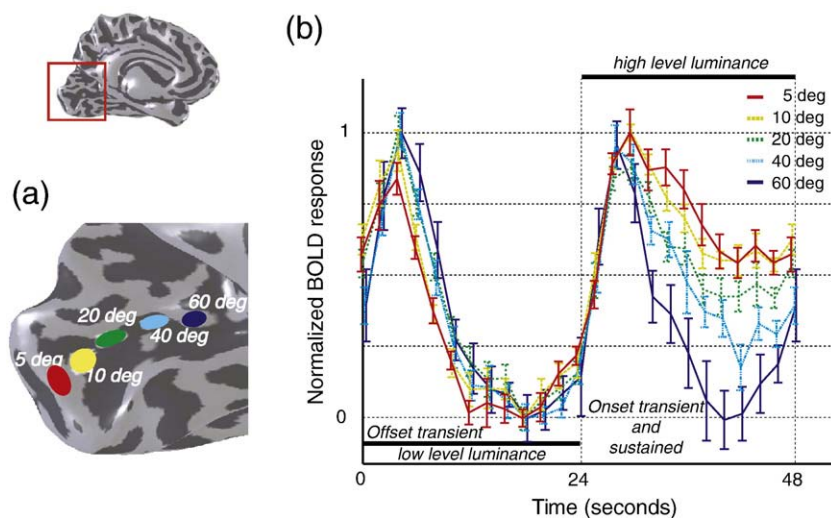 (a)
5 deg
10 deg
20 deg
40 deg
60 deg
(b)
high level luminance
5 deg
10 deg
20 deg
40 deg
60 deg
Normalized BOLD response
1
0
Offset transient
low level luminance
Onset transient
and
sustained
0
24
48
Time (seconds)